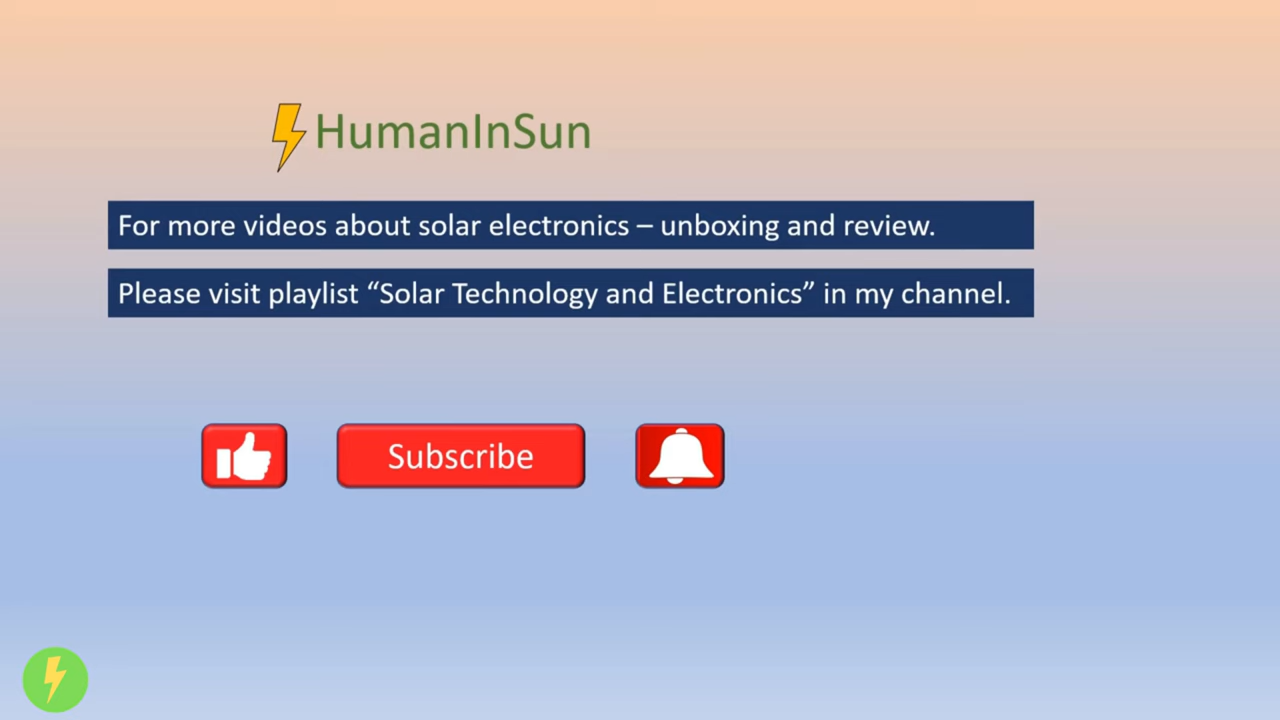 HumanInSun
For more videos about solar electronics – unboxing and review.
Please visit playlist “Solar Technology and Electronics” in my channel.
Subscribe